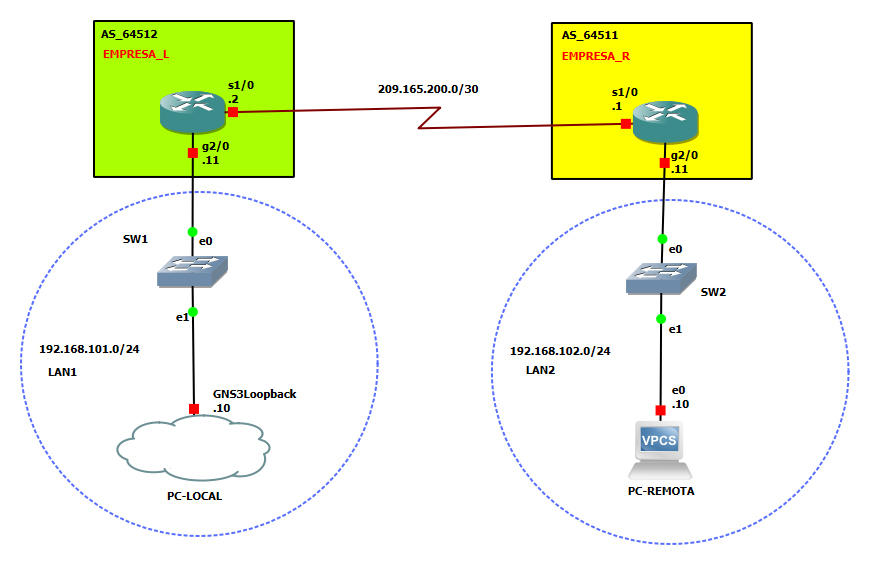 AS_64512
EMPRESA_L
s1/0
.2
g2/0
.11
209.165.200.0/30
AS_64511
EMPRESA_R
s1/0
.1
g2/0
.11
SW1
e0
e1
192.168.101.0/24
LAN1
GNS3Loopback
.10
PC-LOCAL
e0
SW2
e1
192.168.102.0/24
LAN2
e0
.10
VPCS
PC-REMOTA